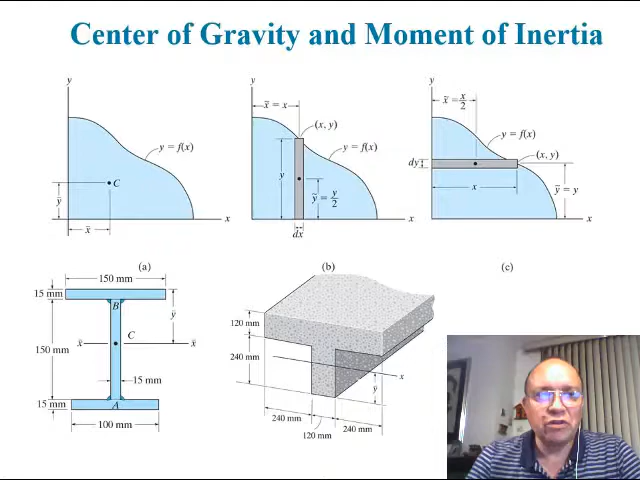 Center of Gravity and Moment of Inertia
y
y = f(x)
C
ȳ
x̄
x
(a)
y
x̃ = x
(x, y)
y = f(x)
y
ỹ = y/2
x
dx
(b)
y
x̃ = x/2
y = f(x)
(x, y)
dy
x
ỹ = y
x
(c)
150 mm
15 mm
B
ȳ
150 mm
x̄
C
x̄
15 mm
15 mm
A
100 mm
120 mm
240 mm
x
ȳ
240 mm
120 mm
240 mm